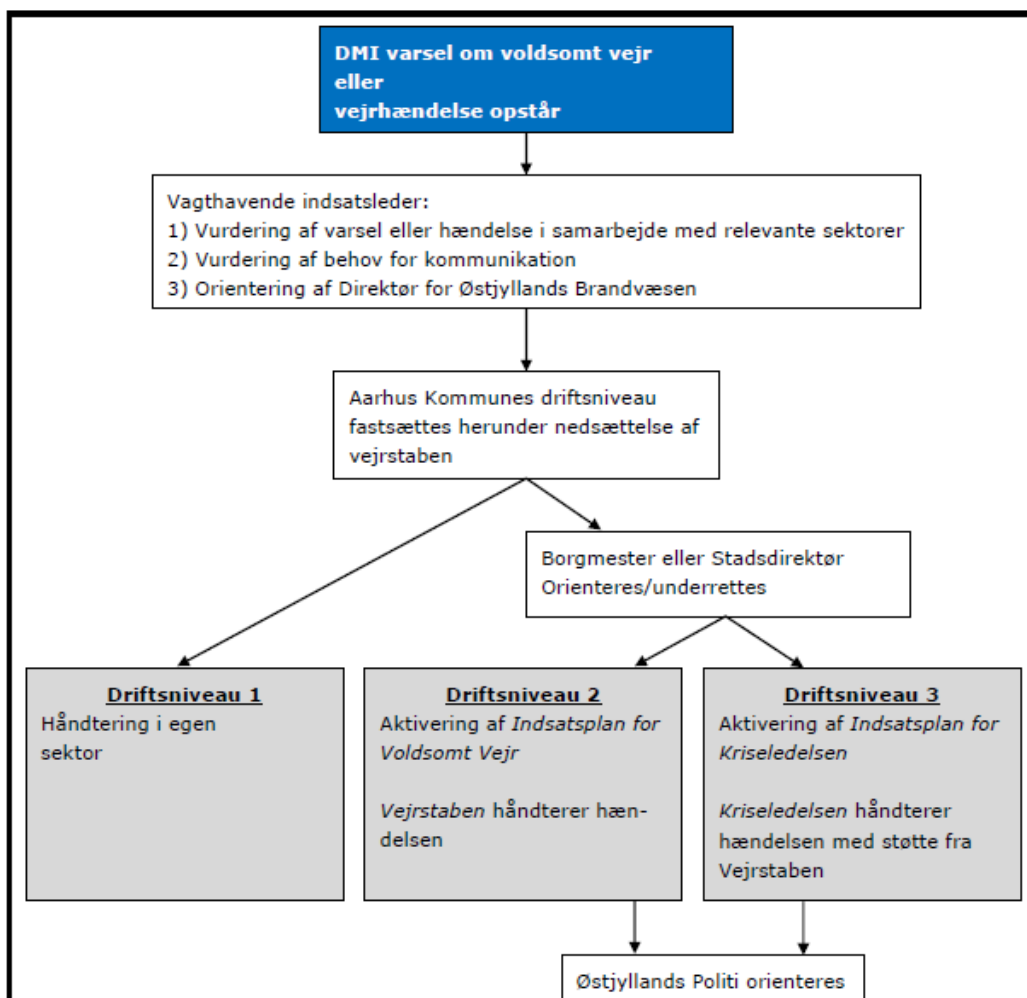 DMI varsel om voldsomt vejr
eller
vejrhændelse opstår
Vagthavende indsatsleder:
1) Vurdering af varsel eller hændelse i samarbejde med relevante sektorer
2) Vurdering af behov for kommunikation
3) Orientering af Direktør for Østjyllands Brandvæsen
Aarhus Kommunes driftsniveau
fastsættes herunder nedsættelse af
vejrstaben
Borgmester eller Stadsdirektør
Orienteres/underrettes
Driftsniveau 1
Håndtering i egen
sektor
Driftsniveau 2
Aktivering af Indsatsplan for
Voldsomt Vejr
Vejrstaben håndterer hæn-
delsen
Driftsniveau 3
Aktivering af Indsatsplan for
Kriseledelsen
Kriseledelsen håndterer
hændelsen med støtte fra
Vejrstaben
Østjyllands Politi orienteres